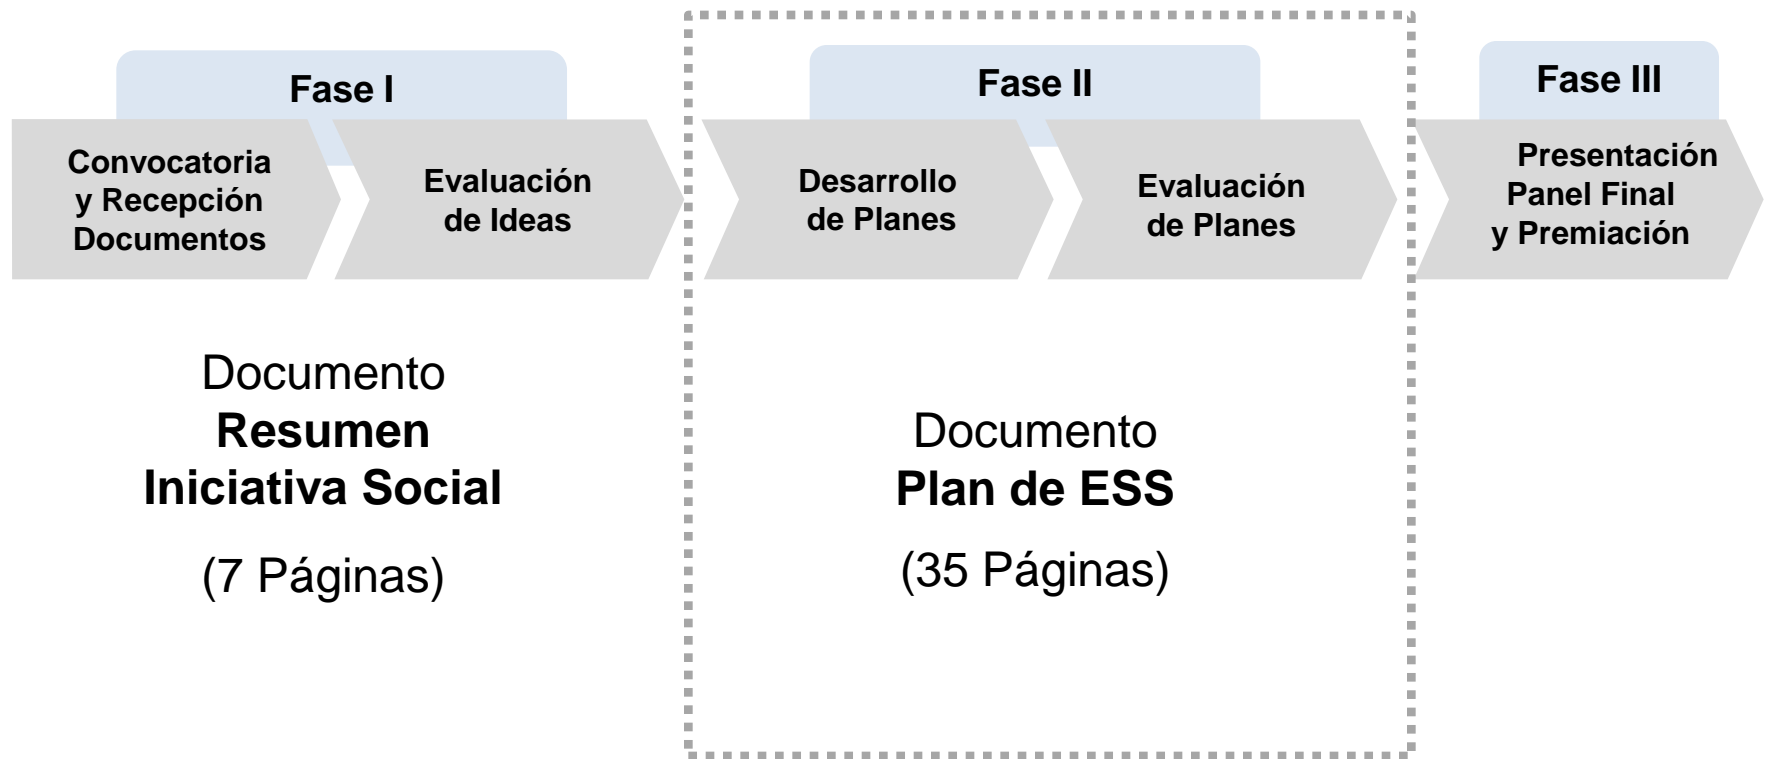 Fase I
Convocatoria
y Recepción
Documentos
Evaluación
de Ideas
Documento
Resumen
Iniciativa Social
(7 Páginas)
Fase II
Desarrollo
de Planes
Evaluación
de Planes
Documento
Plan de ESS
(35 Páginas)
Fase III
Presentación
Panel Final
y Premiación